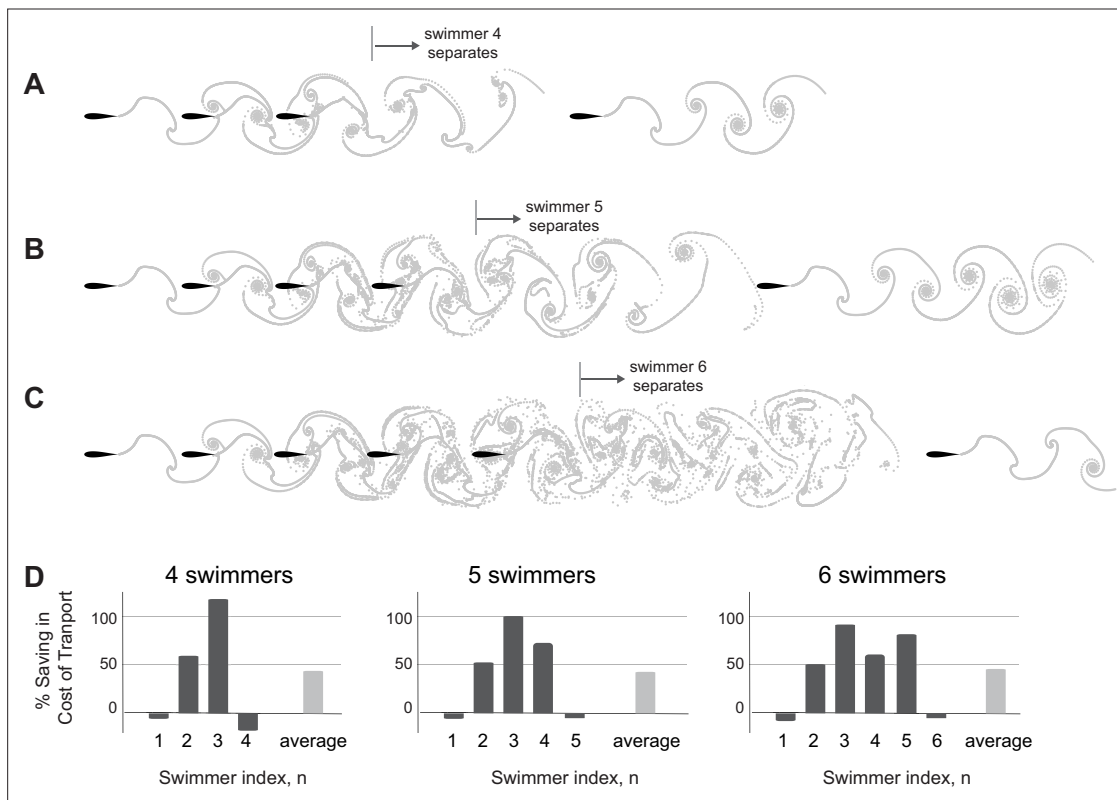 swimmer 4
separates
A
swimmer 5
separates
B
swimmer 6
separates
C
D
4 swimmers
5 swimmers
6 swimmers
% Saving in
Cost of Tranport
100
50
0
1 2 3 4 average
Swimmer index, n
100
50
0
1 2 3 4 5 average
Swimmer index, n
100
50
0
1 2 3 4 5 6 average
Swimmer index, n